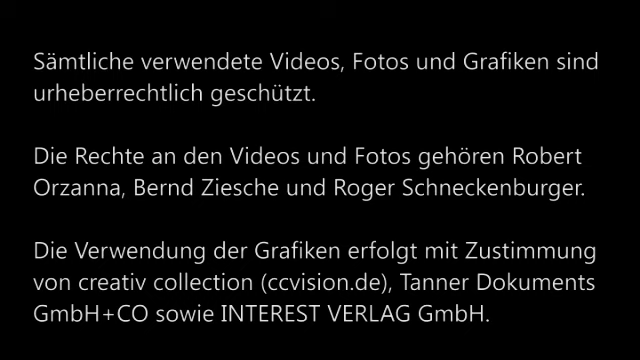 Sämtliche verwendete Videos, Fotos und Grafiken sind
urheberrechtlich geschützt.
Die Rechte an den Videos und Fotos gehören Robert
Orzanna, Bernd Ziesche und Roger Schneckenburger.
Die Verwendung der Grafiken erfolgt mit Zustimmung
von creativ collection (ccvision.de), Tanner Dokuments
GmbH+CO sowie INTEREST VERLAG GmbH.